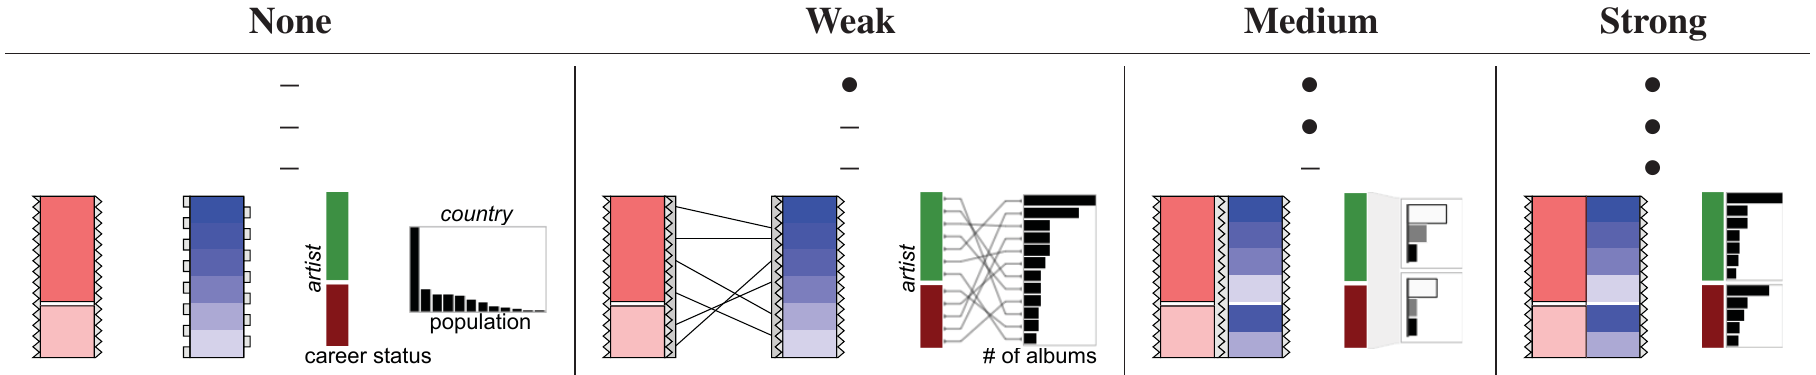 None Weak Medium Strong
— ● ● ●
— — ● ●
— — — ●
country
artist
population
career status
artist
# of albums